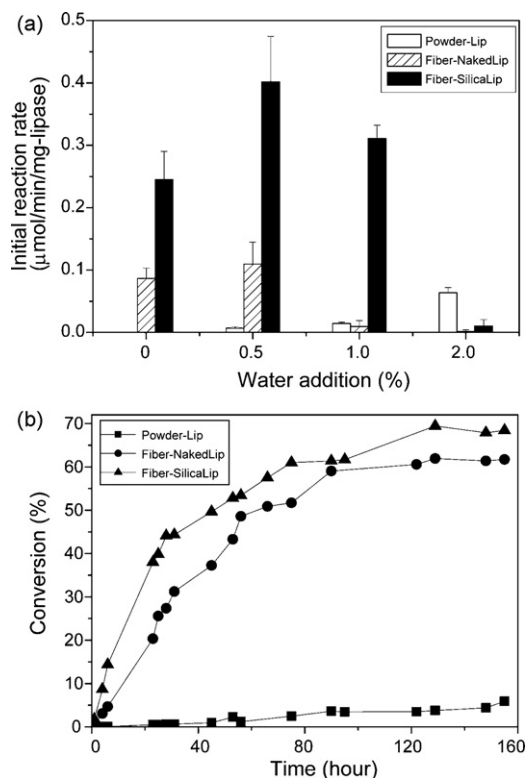 (a)
0.5
0.4
0.3
0.2
0.1
0.0
Initial reaction rate
(μmol/min/mg-lipase)
Powder-Lip
Fiber-NakedLip
Fiber-SilicaLip
0 0.5 1.0 2.0
Water addition (%)
(b)
70
60
50
40
30
20
10
0
Conversion (%)
Powder-Lip
Fiber-NakedLip
Fiber-SilicaLip
0 40 80 120 160
Time (hour)